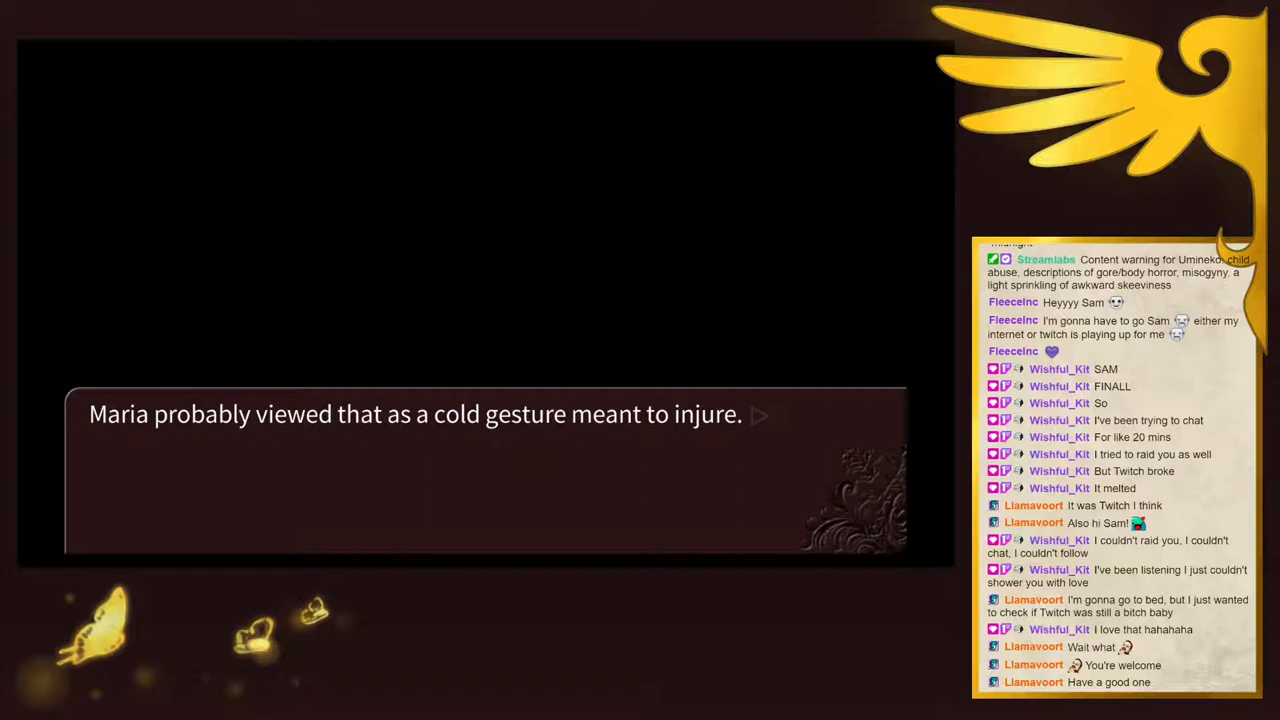 Maria probably viewed that as a cold gesture meant to injure.
midnight
Streamlabs Content warning for Umineko: child
abuse, descriptions of gore/body horror, misogyny, a
light sprinkling of awkward skeeviness
FleeceInc Heyyyy Sam
FleeceInc I'm gonna have to go Sam either my
internet or twitch is playing up for me
FleeceInc
Wishful_Kit SAM
Wishful_Kit FINALL
Wishful_Kit So
Wishful_Kit I've been trying to chat
Wishful_Kit For like 20 mins
Wishful_Kit I tried to raid you as well
Wishful_Kit But Twitch broke
Wishful_Kit It melted
Llamavoort It was Twitch I think
Llamavoort Also hi Sam!
Wishful_Kit I couldn't raid you, I couldn't
chat, I couldn't follow
Wishful_Kit I've been listening I just couldn't
shower you with love
Llamavoort I'm gonna go to bed, but I just wanted
to check if Twitch was still a bitch baby
Wishful_Kit I love that hahahaha
Llamavoort Wait what
Llamavoort You're welcome
Llamavoort Have a good one